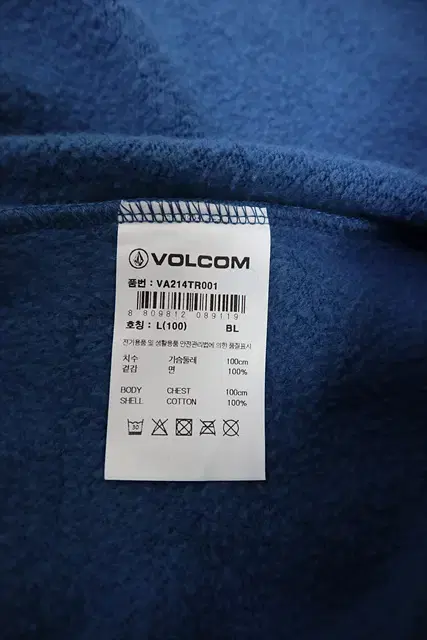 VOLCOM
품번 : VA214TR001
8 809812 089119
호칭 : L(100) BL
전기용품 및 생활용품 안전관리법에 의한 품질표시
치수 가슴둘레 100cm
겉감 면 100%
BODY CHEST 100cm
SHELL COTTON 100%
30